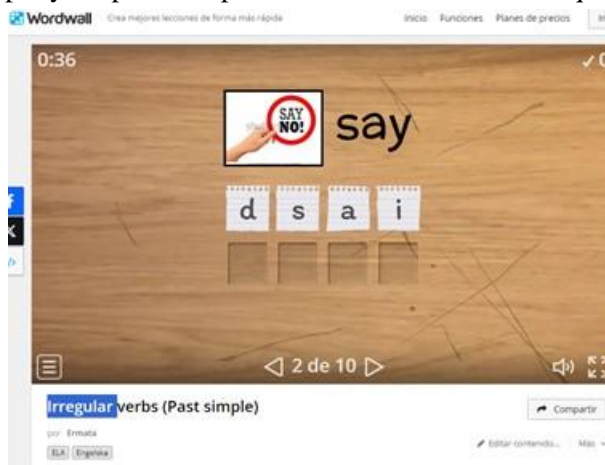 Wordwall Crea mejores lecciones de forma más rápida Inicio Funciones Planes de precios
0:36
SAY
NO!
say
d s a i
2 de 10
Irregular verbs (Past simple)
Compartir
por Ermata
ELA Engelska
Editar contenido... Más